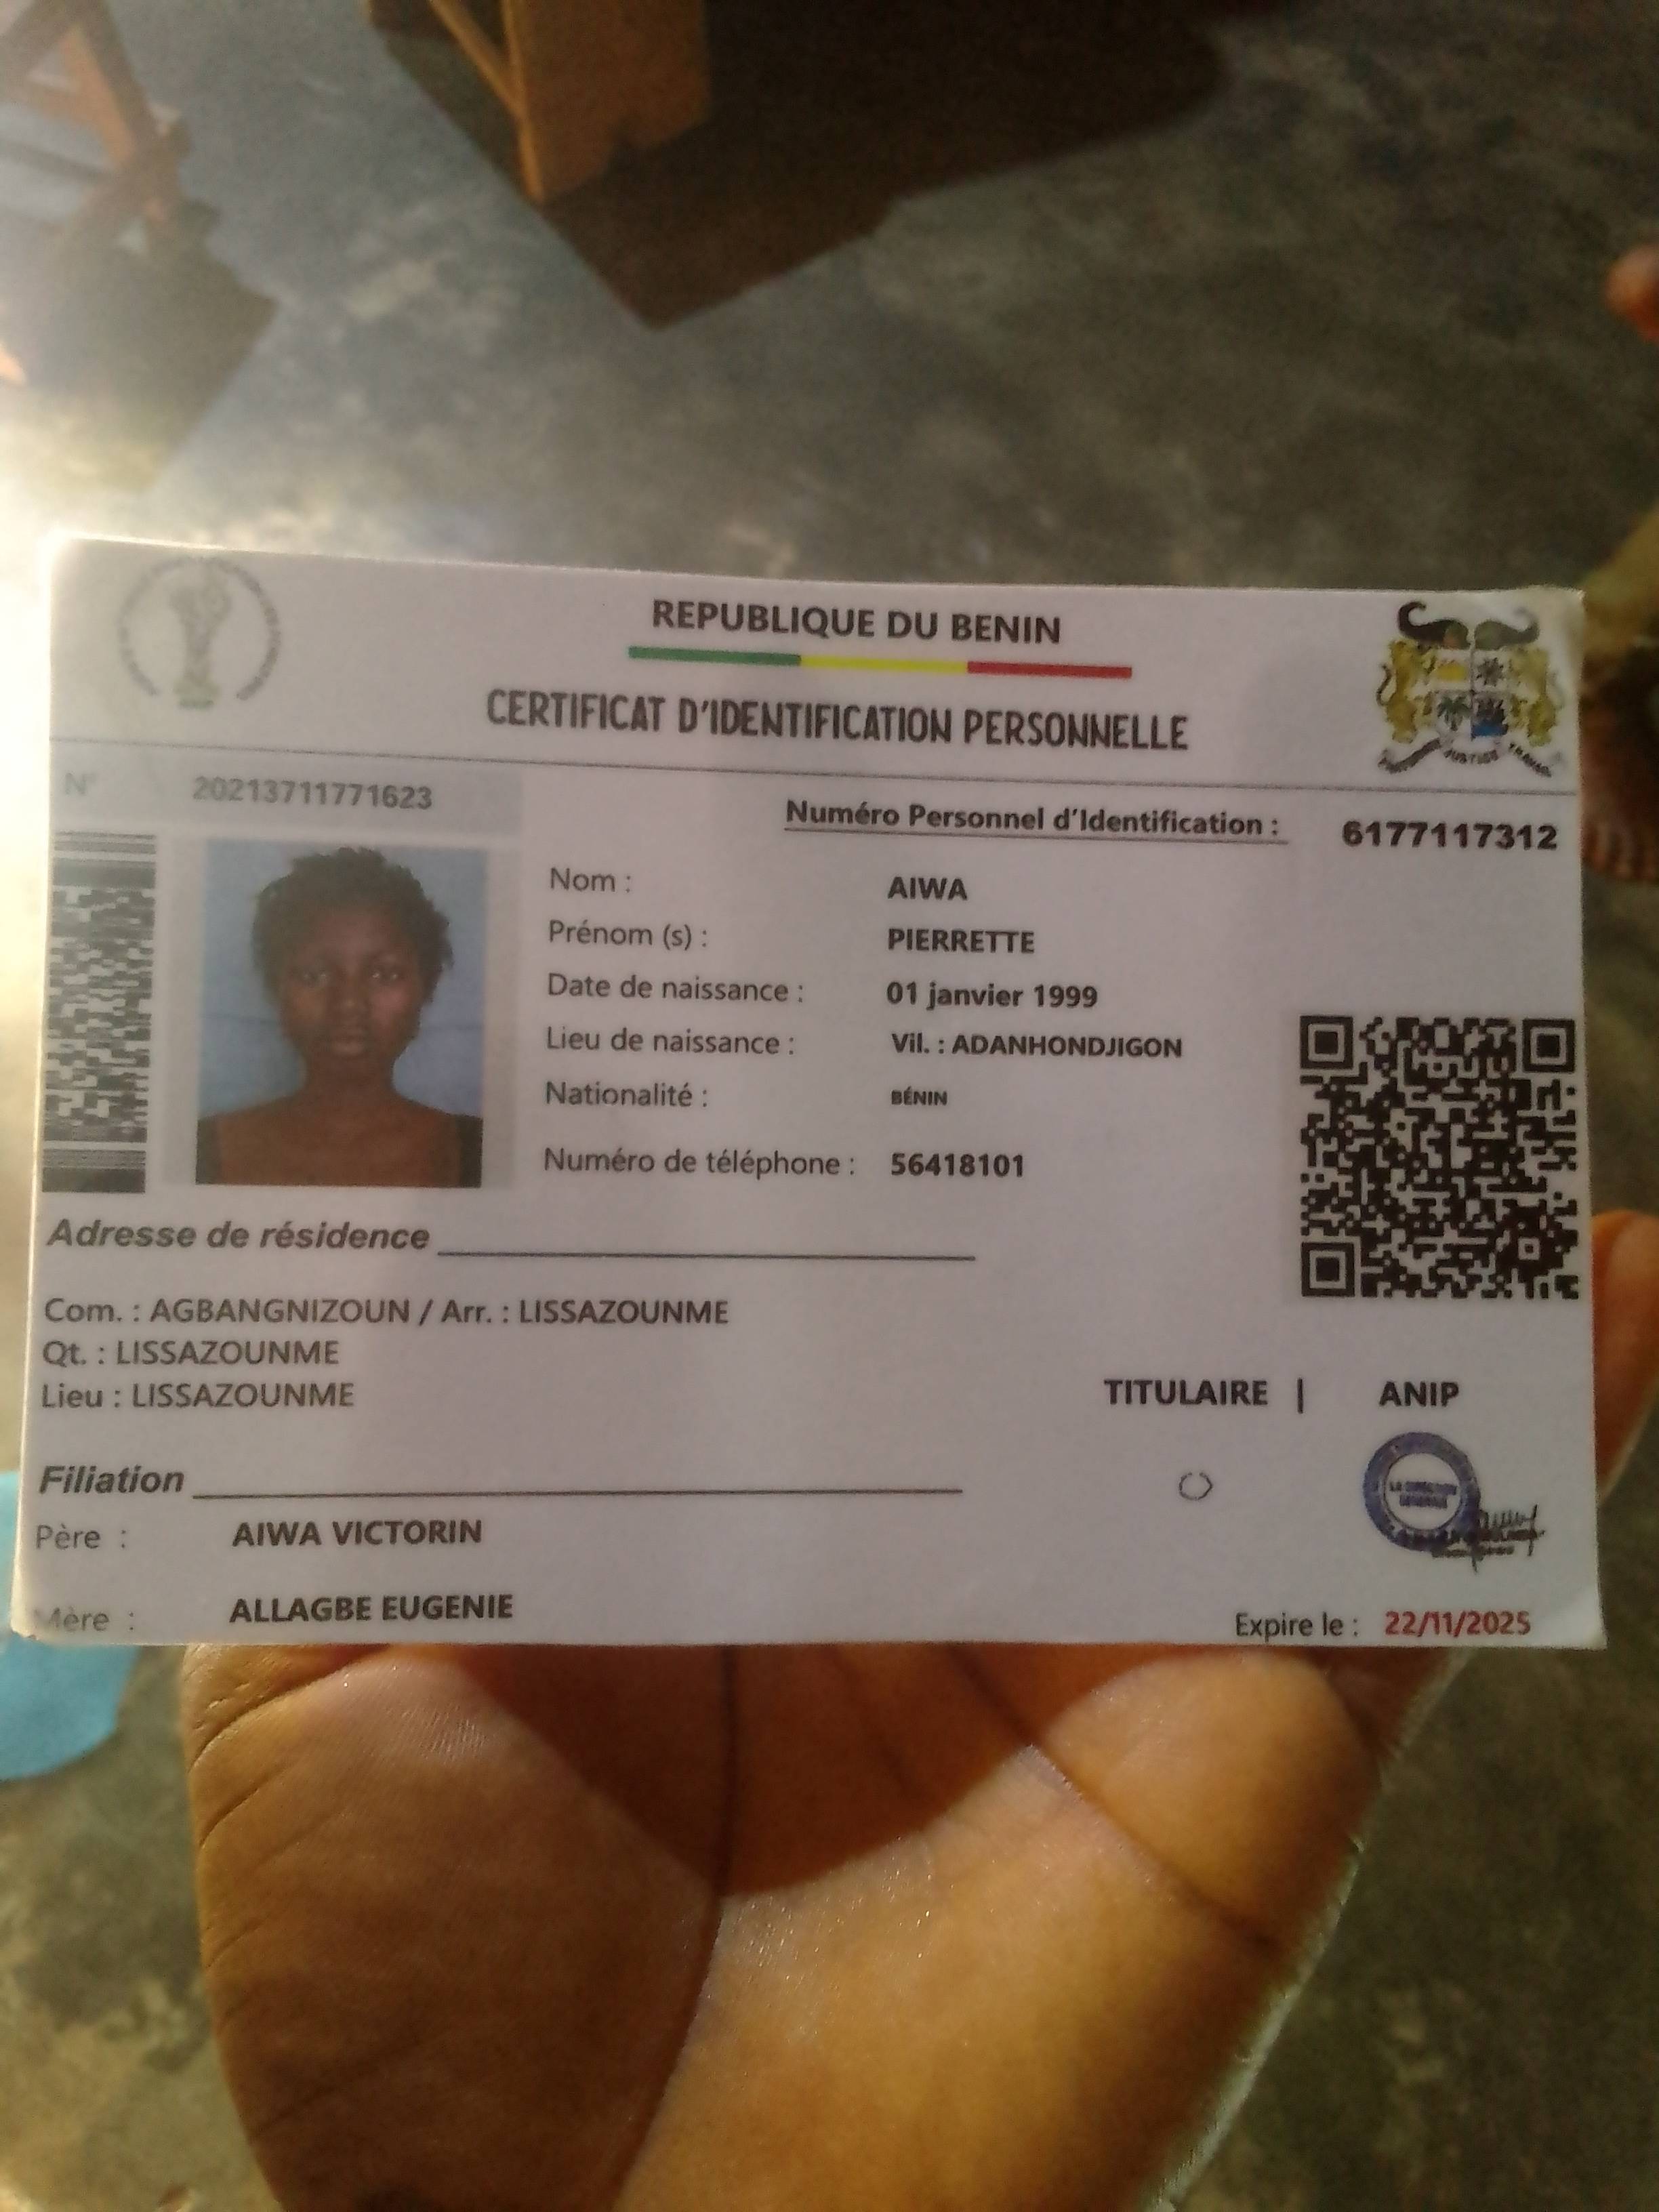 REPUBLIQUE DU BENIN
CERTIFICAT D'IDENTIFICATION PERSONNELLE
N° 20213711771623
Numéro Personnel d'Identification : 6177117312
Nom : AIWA
Prénom (s) : PIERRETTE
Date de naissance : 01 janvier 1999
Lieu de naissance : Vil. : ADANHONDJIGON
Nationalité : BÉNIN
Numéro de téléphone : 56418101
Adresse de résidence
Com. : AGBANGNIZOUN / Arr. : LISSAZOUNME
Qt. : LISSAZOUNME
Lieu : LISSAZOUNME
TITULAIRE | ANIP
Filiation
Père : AIWA VICTORIN
Mère : ALLAGBE EUGENIE
Expire le : 22/11/2025